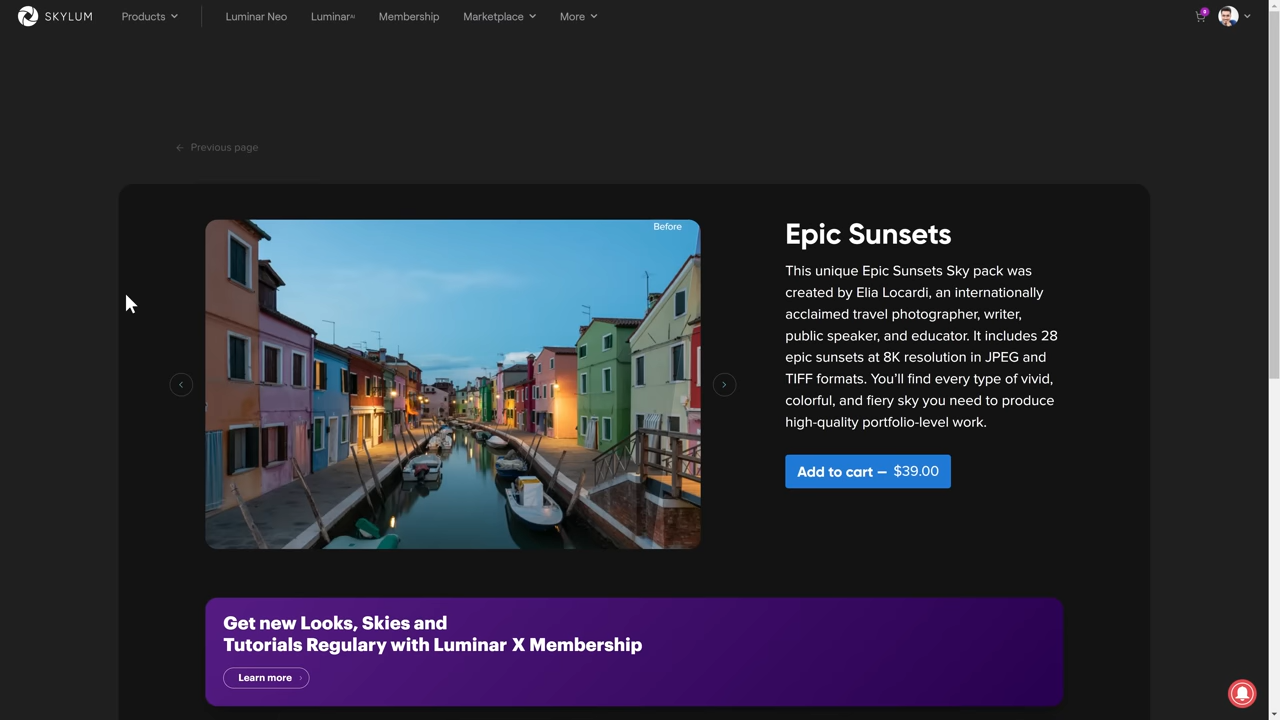 SKYLUM
Products
Luminar Neo
LuminarAI
Membership
Marketplace
More
Previous page
Before
Epic Sunsets
This unique Epic Sunsets Sky pack was
created by Elia Locardi, an internationally
acclaimed travel photographer, writer,
public speaker, and educator. It includes 28
epic sunsets at 8K resolution in JPEG and
TIFF formats. You’ll find every type of vivid,
colorful, and fiery sky you need to produce
high-quality portfolio-level work.
Add to cart – $39.00
Get new Looks, Skies and
Tutorials Regulary with Luminar X Membership
Learn more